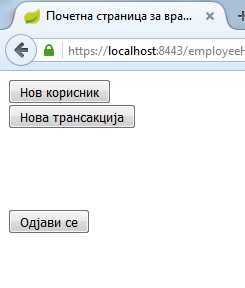 Почетна страница за вра...
https://localhost:8443/employeeH
Нов корисник
Нова трансакција
Одјави се